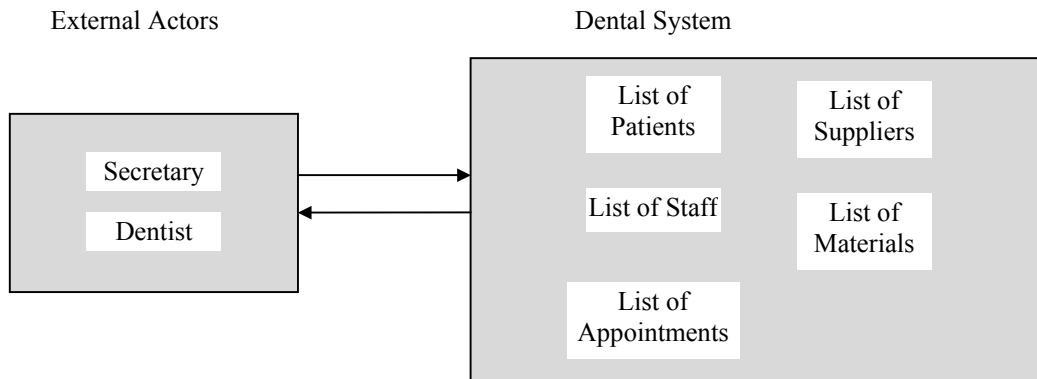 External Actors
Dental System
Secretary
Dentist
List of
Patients
List of
Suppliers
List of Staff
List of
Materials
List of
Appointments